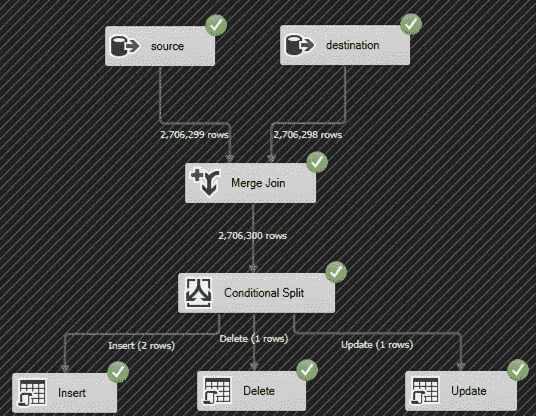 source
destination
2,706,299 rows
2,706,298 rows
Merge Join
2,706,300 rows
Conditional Split
Insert (2 rows)
Delete (1 rows)
Update (1 rows)
Insert
Delete
Update